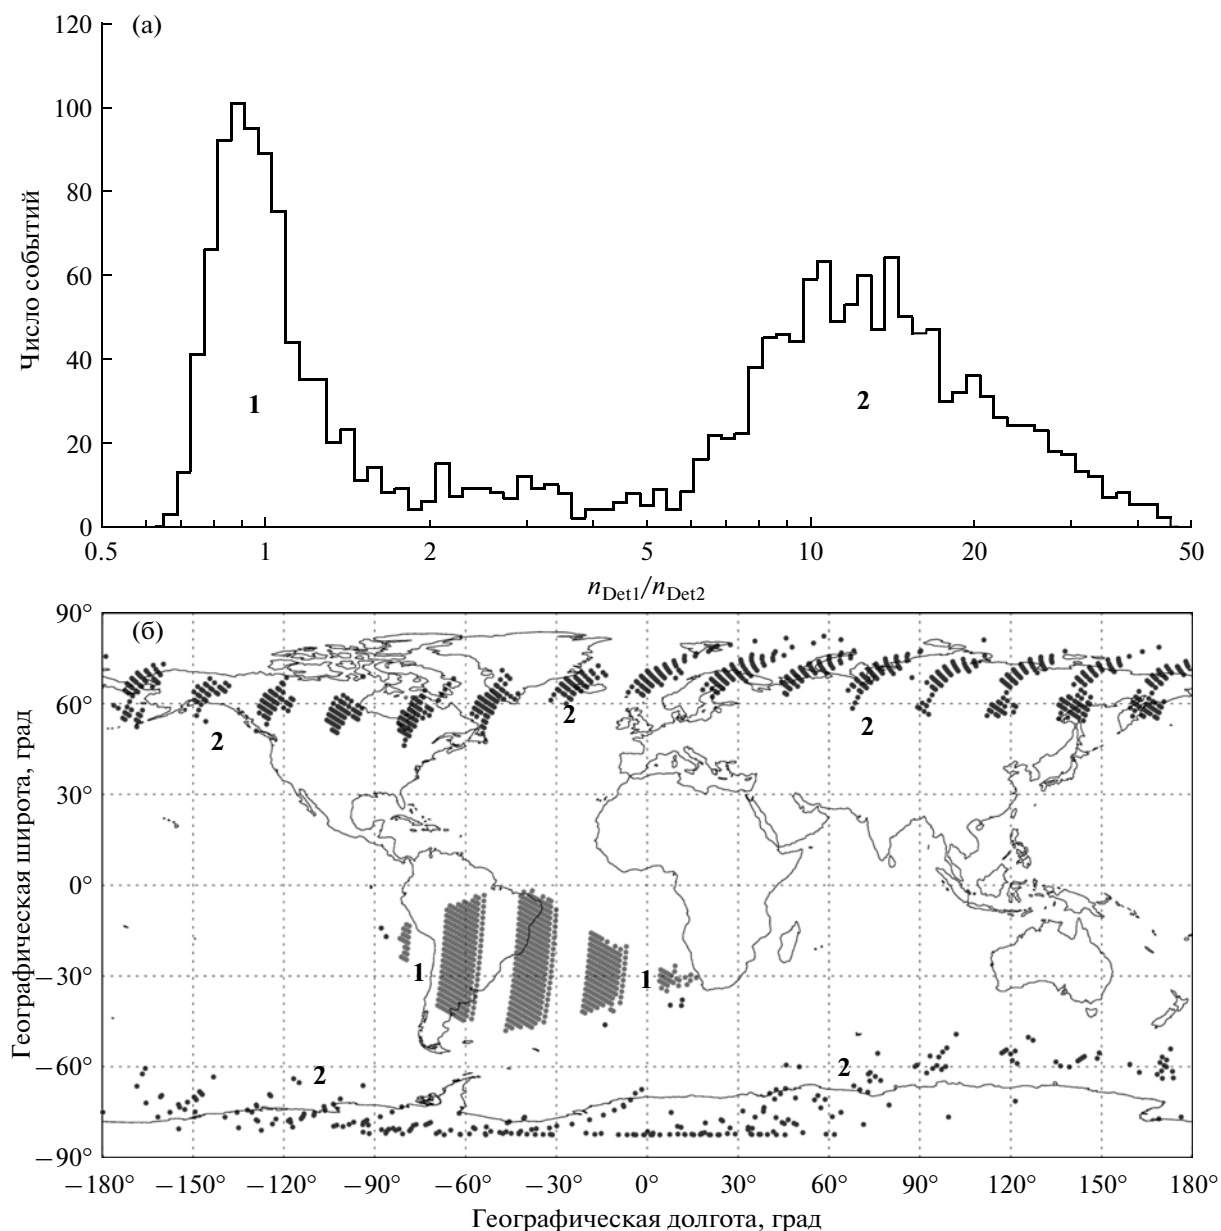 (а)
120
100
80
60
40
20
0
Число событий
1
2
0.5 1 2 5 10 20 50
nDet1/nDet2
(б)
90°
60°
30°
0°
−30°
−60°
−90°
Географическая широта, град
2 2 2
1 1
2 2
−180° −150° −120° −90° −60° −30° 0° 30° 60° 90° 120° 150° 180°
Географическая долгота, град